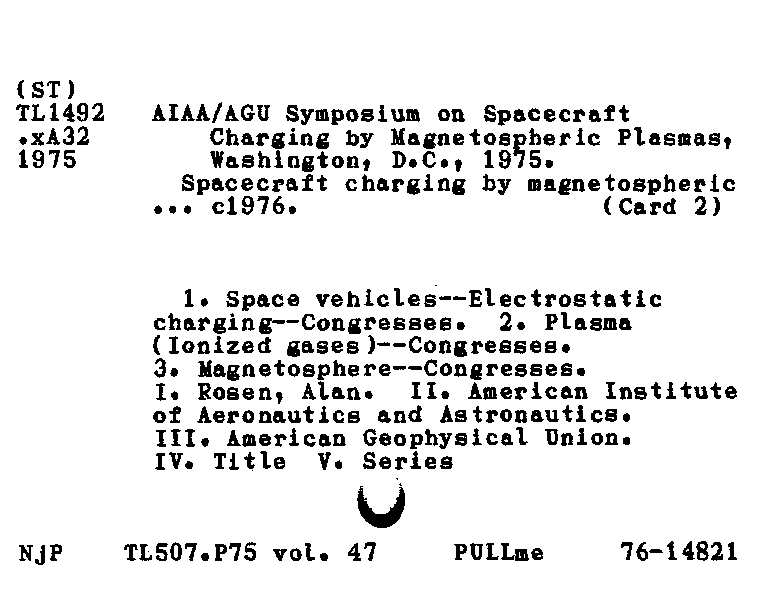 (ST)
TL1492 AIAA/AGU Symposium on Spacecraft
.xA32 Charging by Magnetospheric Plasmas,
1975 Washington, D.C., 1975.
Spacecraft charging by magnetospheric
... c1976. (Card 2)
1. Space vehicles--Electrostatic
charging--Congresses. 2. Plasma
(Ionized gases)--Congresses.
3. Magnetosphere--Congresses.
I. Rosen, Alan. II. American Institute
of Aeronautics and Astronautics.
III. American Geophysical Union.
IV. Title V. Series
NjP TL507.P75 vol. 47 PULLme 76-14821